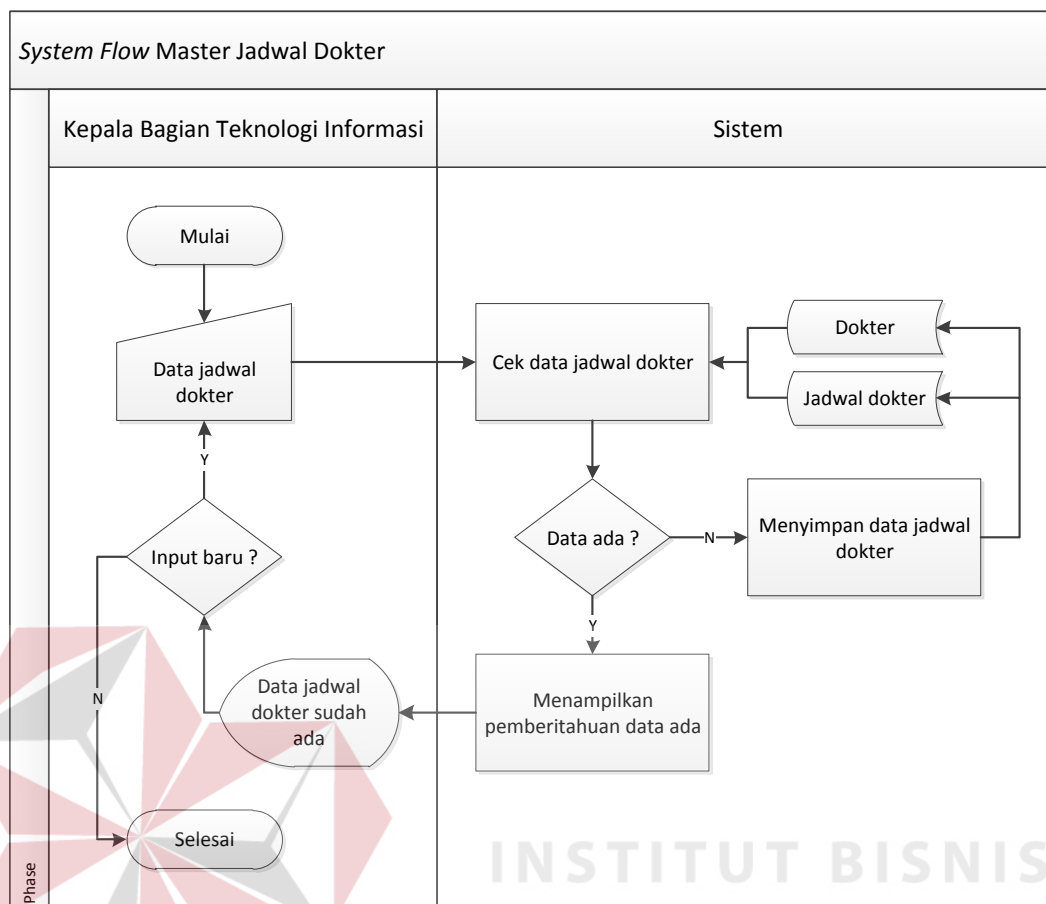 System Flow Master Jadwal Dokter
Kepala Bagian Teknologi Informasi
Sistem
Mulai
Data jadwal
dokter
Cek data jadwal dokter
Dokter
Jadwal dokter
Y
Input baru ?
Data ada ?
N
Menyimpan data jadwal
dokter
Y
N
Data jadwal
dokter sudah
ada
Menampilkan
pemberitahuan data ada
Selesai
Phase
INSTITUT BISNIS